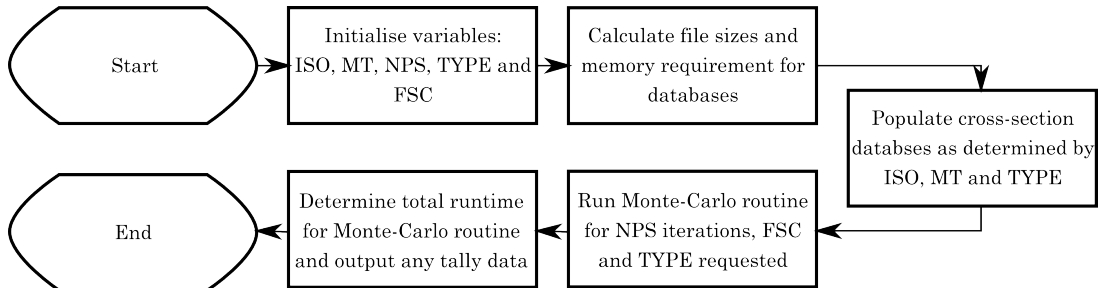 Start
Initialise variables:
ISO, MT, NPS, TYPE and
FSC
Calculate file sizes and
memory requirement for
databases
Populate cross-section
databses as determined by
ISO, MT and TYPE
Run Monte-Carlo routine
for NPS iterations, FSC
and TYPE requested
Determine total runtime
for Monte-Carlo routine
and output any tally data
End